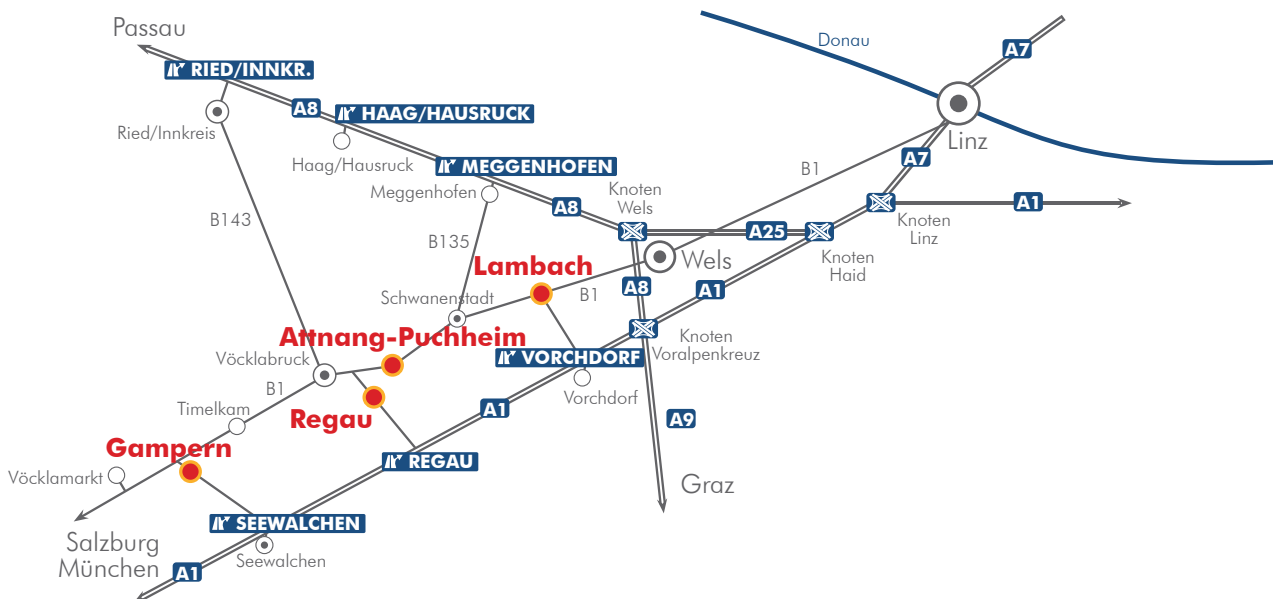 Passau
Donau
A7
RIED/INNKR.
A8
HAAG/HAUSRUCK
Ried/Innkreis
Linz
Haag/Hausruck
MEGGENHOFEN
A7
B1
Meggenhofen
Knoten
Wels
A8
A1
B143
Knoten
Linz
A25
B135
Knoten
Haid
Wels
Lambach
A8
A1
B1
Schwanenstadt
Attnang-Puchheim
Knoten
Voralpenkreuz
Vöcklabruck
VORCHDORF
B1
Vorchdorf
Timelkam
A1
Regau
A9
Gampern
REGAU
Vöcklamarkt
Graz
SEEWALCHEN
Salzburg
München
Seewalchen
A1